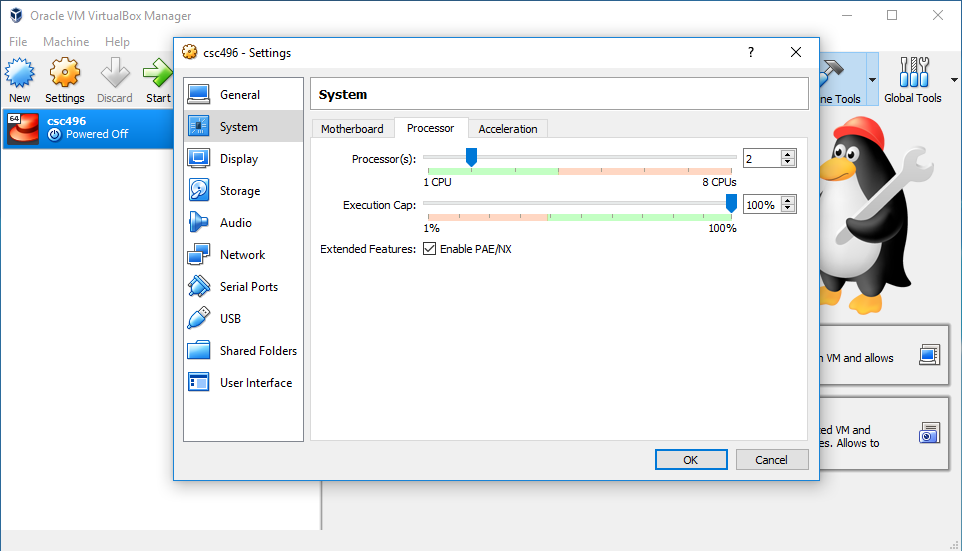 Oracle VM VirtualBox Manager
File Machine Help
New Settings Discard Start
ne Tools Global Tools
64 csc496
Powered Off
csc496 - Settings ?
General
System
Display
Storage
Audio
Network
Serial Ports
USB
Shared Folders
User Interface
System
Motherboard Processor Acceleration
Processor(s): 2
1 CPU 8 CPUs
Execution Cap: 100%
1% 100%
Extended Features: Enable PAE/NX
OK Cancel
VM and allows
ed VM and
es. Allows to